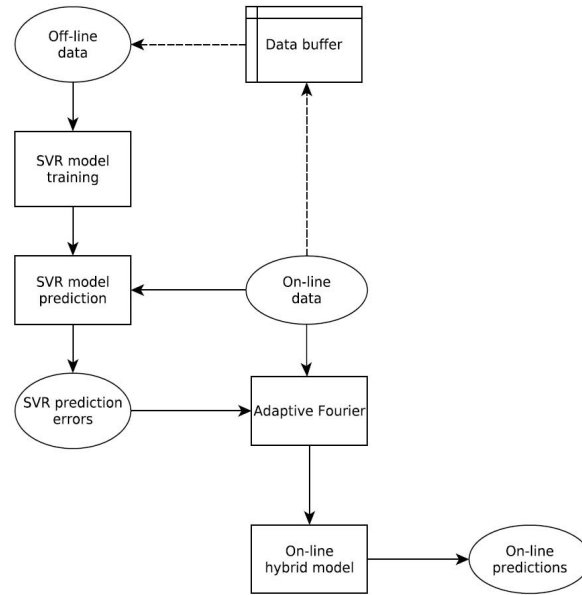 Off-line
data
Data buffer
SVR model
training
SVR model
prediction
On-line
data
SVR prediction
errors
Adaptive Fourier
On-line
hybrid model
On-line
predictions